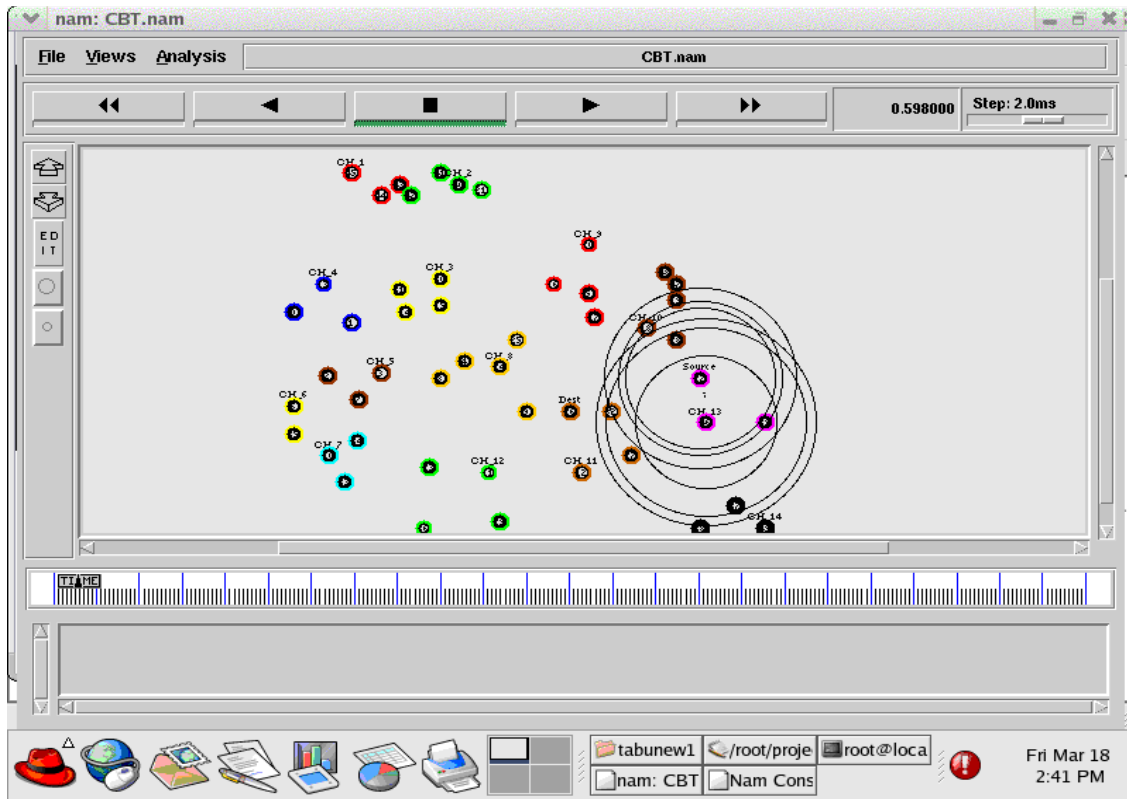 nam: CBT.nam
File Views Analysis CBT.nam
0.598000 Step: 2.0ms
CH_1
CH_2
CH_9
CH_3
CH_4
CH_10
CH_8
CH_5
Source
CH_6
Dest
CH_13
CH_7
CH_12
CH_11
CH_14
ED
IT
TIME
tabunew1 /root/proje root@loca
nam: CBT Nam Cons
Fri Mar 18
2:41 PM